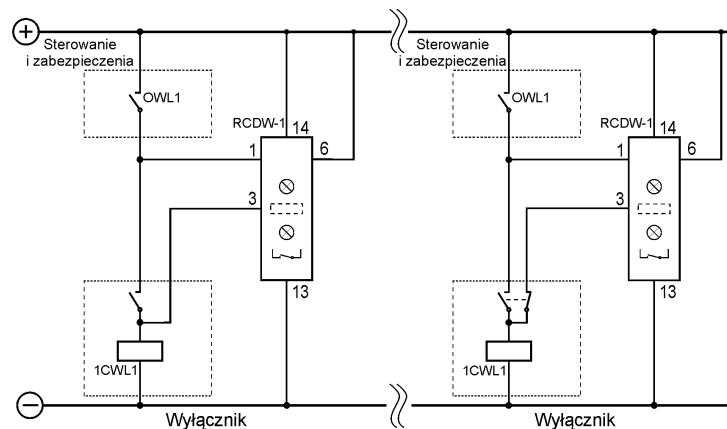 +
Sterowanie
i zabezpieczenia
OWL1
RCDW-1
14
1
6
3
13
1CWL1
Wyłącznik
Sterowanie
i zabezpieczenia
OWL1
RCDW-1
14
1
6
3
13
1CWL1
Wyłącznik
−